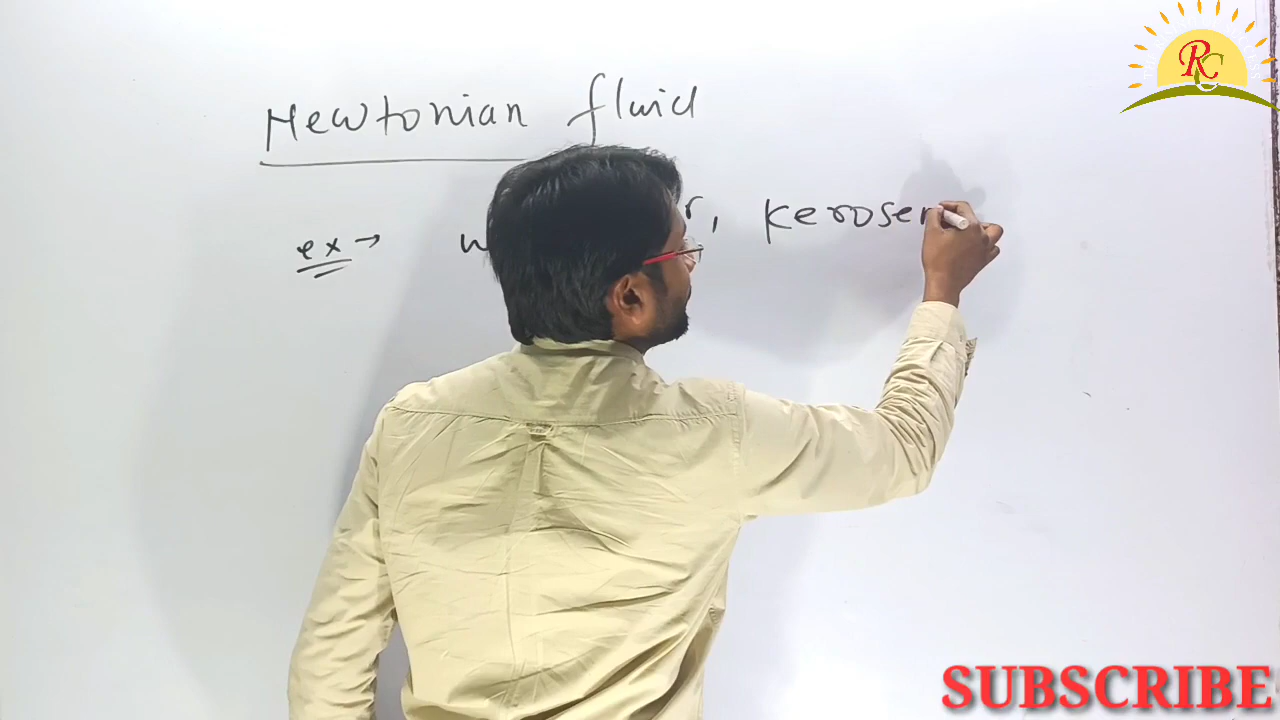 RC
Newtonian fluid
ex → r, Kerosen
SUBSCRIBE